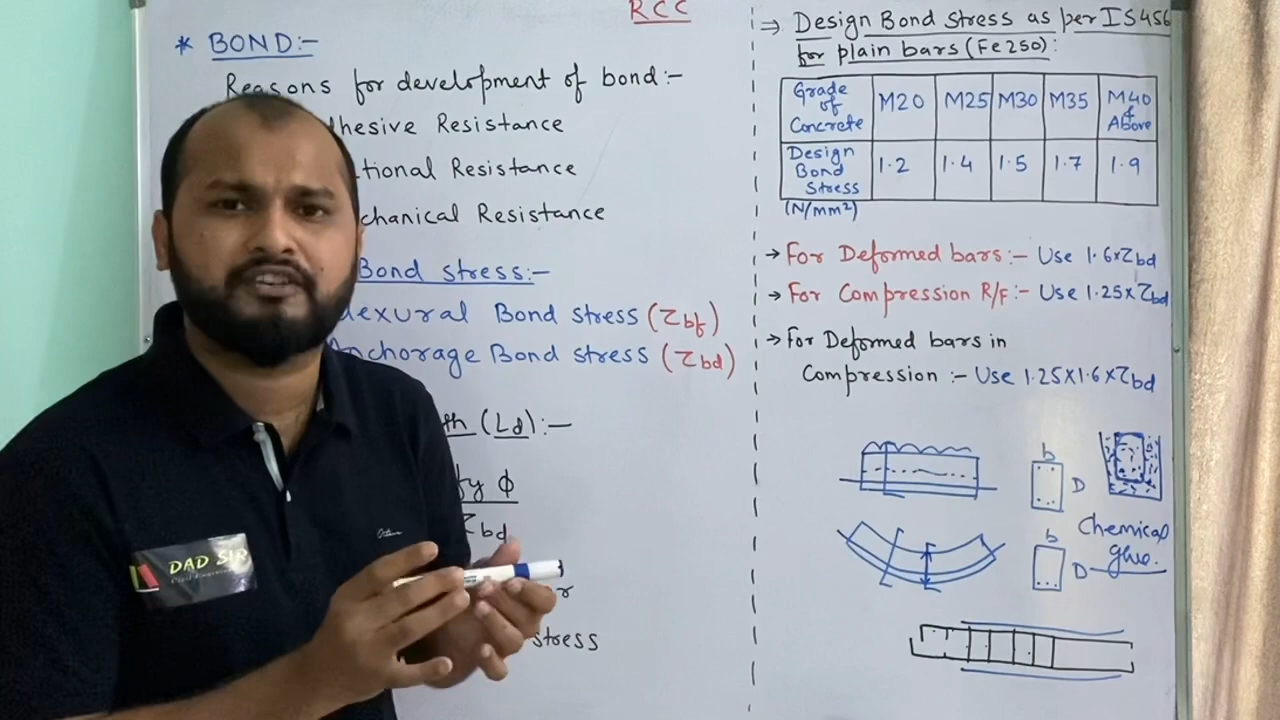 RCC
* BOND:-
Reasons for development of bond:-
hesive Resistance
tional Resistance
chanical Resistance
Bond stress:-
lexural Bond stress (τbf)
Anchorage Bond stress (τbd)
th (Ld):-
fy ϕ
τbd
r
stress
DAD SIR
⇒ Design Bond stress as per IS456
for plain bars (Fe250):
Grade of Concrete M20 M25 M30 M35 M40 & Above
Design Bond Stress 1.2 1.4 1.5 1.7 1.9
(N/mm²)
→ For Deformed bars:- Use 1.6×τbd
→ For Compression R/F:- Use 1.25×τbd
→ For Deformed bars in
Compression :- Use 1.25×1.6×τbd
b
D
b
D
Chemical
glue.